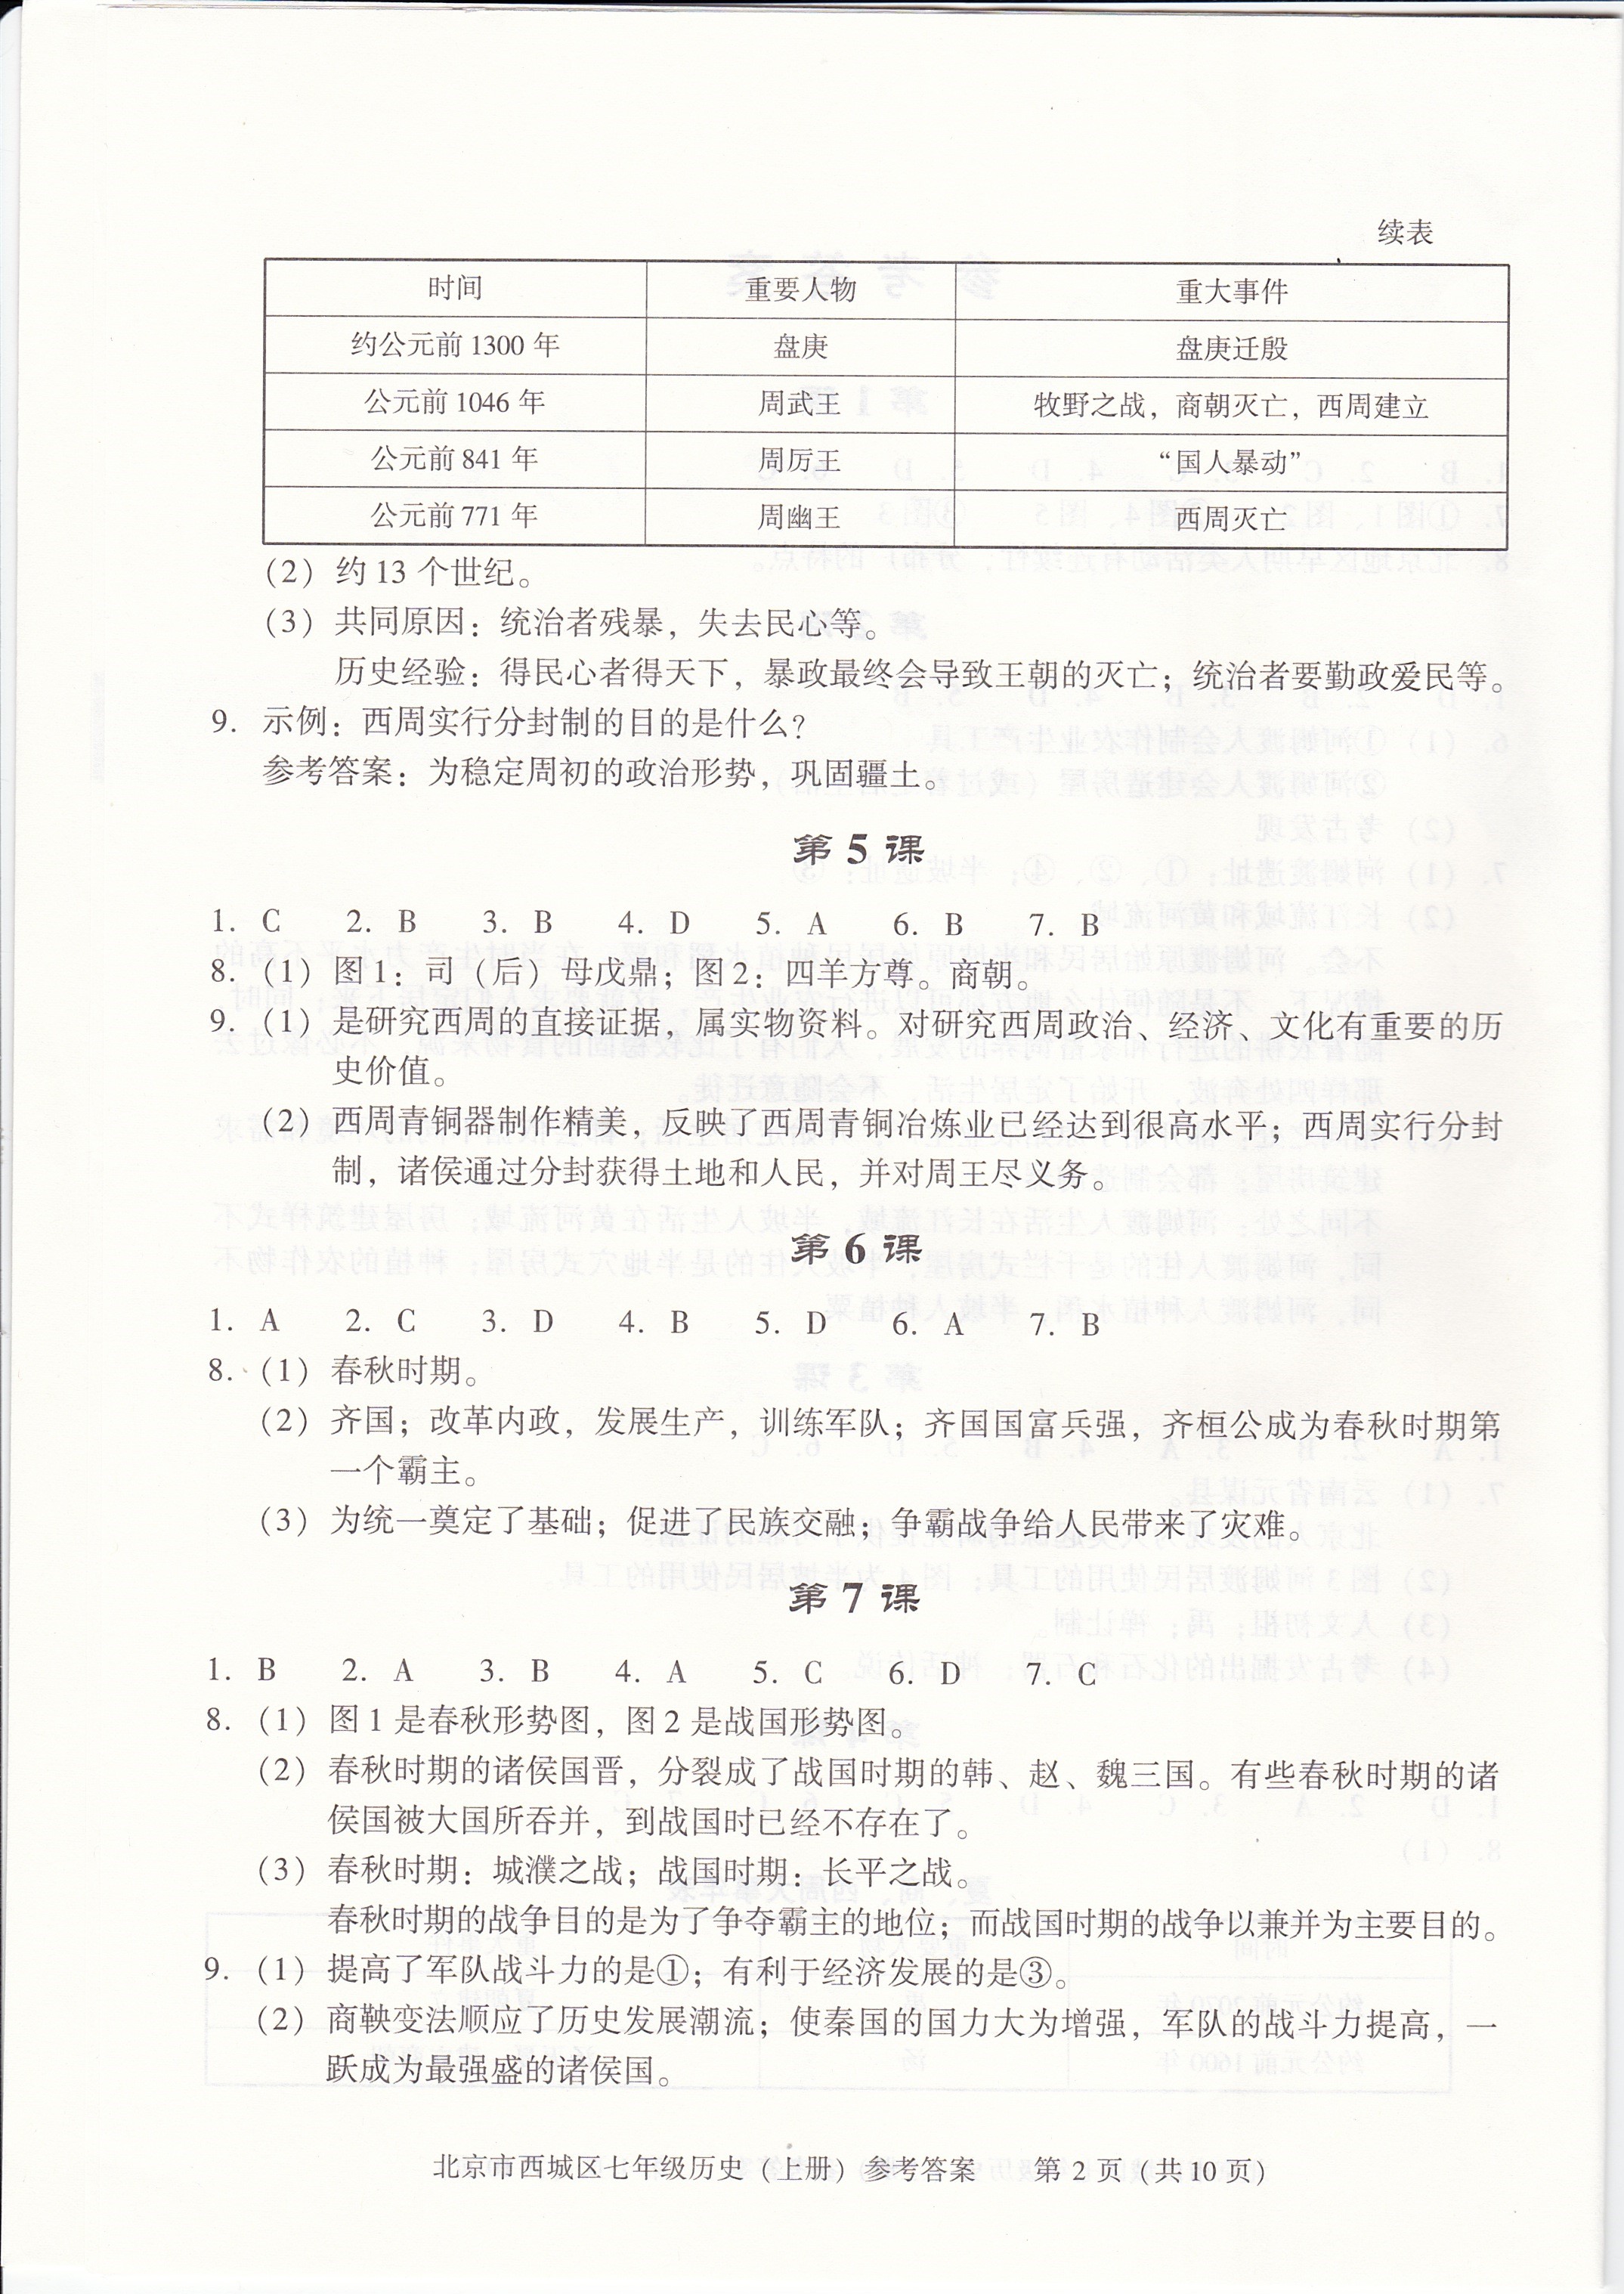 续表
时间 重要人物 重大事件
约公元前 1300 年 盘庚 盘庚迁殷
公元前 1046 年 周武王 牧野之战，商朝灭亡，西周建立
公元前 841 年 周厉王 “国人暴动”
公元前 771 年 周幽王 西周灭亡
（2）约 13 个世纪。
（3）共同原因：统治者残暴，失去民心等。
历史经验：得民心者得天下，暴政最终会导致王朝的灭亡；统治者要勤政爱民等。
9. 示例：西周实行分封制的目的是什么？
参考答案：为稳定周初的政治形势，巩固疆土。
第 5 课
1. C 2. B 3. B 4. D 5. A 6. B 7. B
8.（1）图 1：司（后）母戊鼎；图 2：四羊方尊。商朝。
9.（1）是研究西周的直接证据，属实物资料。对研究西周政治、经济、文化有重要的历
史价值。
（2）西周青铜器制作精美，反映了西周青铜冶炼业已经达到很高水平；西周实行分封
制，诸侯通过分封获得土地和人民，并对周王尽义务。
第 6 课
1. A 2. C 3. D 4. B 5. D 6. A 7. B
8.（1）春秋时期。
（2）齐国；改革内政，发展生产，训练军队；齐国国富兵强，齐桓公成为春秋时期第
一个霸主。
（3）为统一奠定了基础；促进了民族交融；争霸战争给人民带来了灾难。
第 7 课
1. B 2. A 3. B 4. A 5. C 6. D 7. C
8.（1）图 1 是春秋形势图，图 2 是战国形势图。
（2）春秋时期的诸侯国晋，分裂成了战国时期的韩、赵、魏三国。有些春秋时期的诸
侯国被大国所吞并，到战国时已经不存在了。
（3）春秋时期：城濮之战；战国时期：长平之战。
春秋时期的战争目的是为了争夺霸主的地位；而战国时期的战争以兼并为主要目的。
9.（1）提高了军队战斗力的是①；有利于经济发展的是③。
（2）商鞅变法顺应了历史发展潮流；使秦国的国力大为增强，军队的战斗力提高，一
跃成为最强盛的诸侯国。
北京市西城区七年级历史（上册）参考答案 第 2 页（共 10 页）